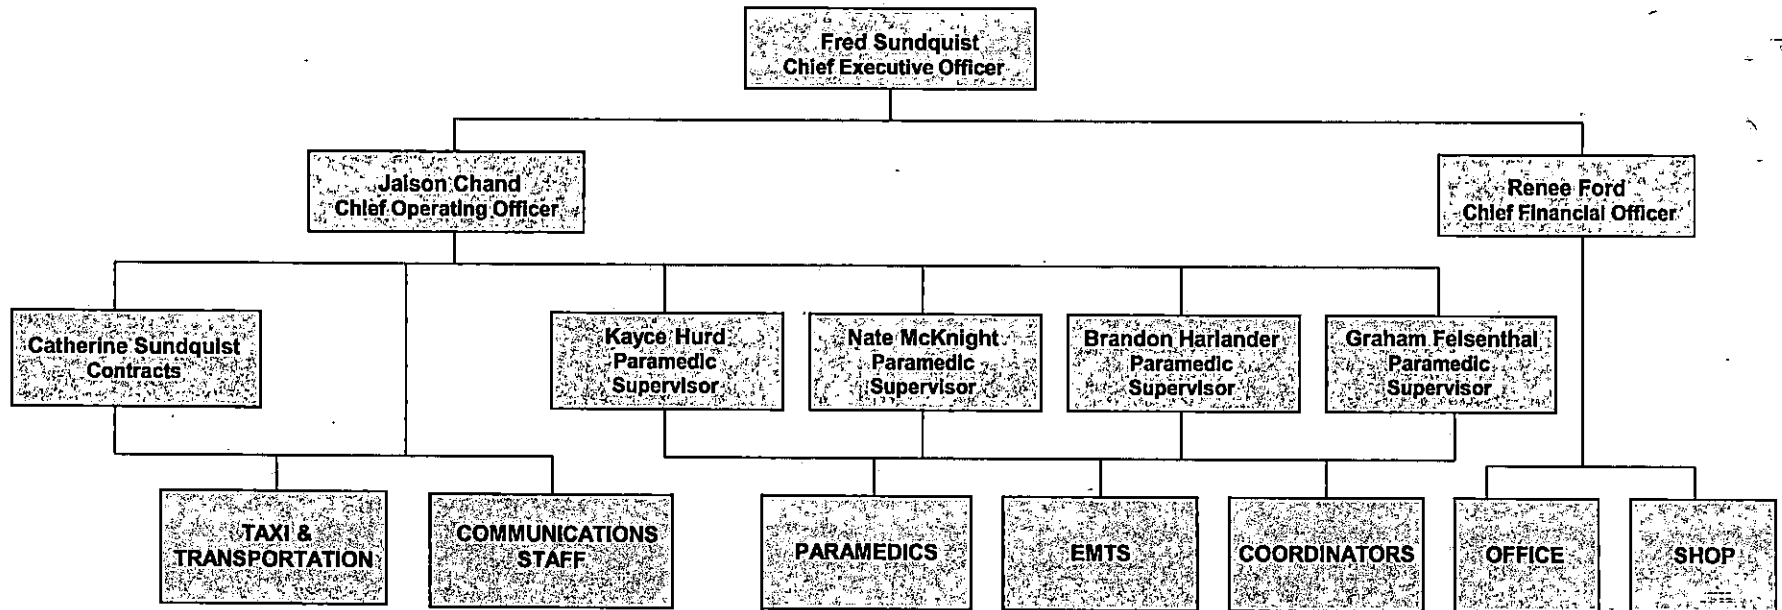 Fred Sundquist
Chief Executive Officer
Jaison Chand
Chief Operating Officer
Renee Ford
Chief Financial Officer
Catherine Sundquist
Contracts
Kayce Hurd
Paramedic
Supervisor
Nate McKnight
Paramedic
Supervisor
Brandon Harlander
Paramedic
Supervisor
Graham Felsenthal
Paramedic
Supervisor
TAXI &
TRANSPORTATION
COMMUNICATIONS
STAFF
PARAMEDICS
EMTS
COORDINATORS
OFFICE
SHOP